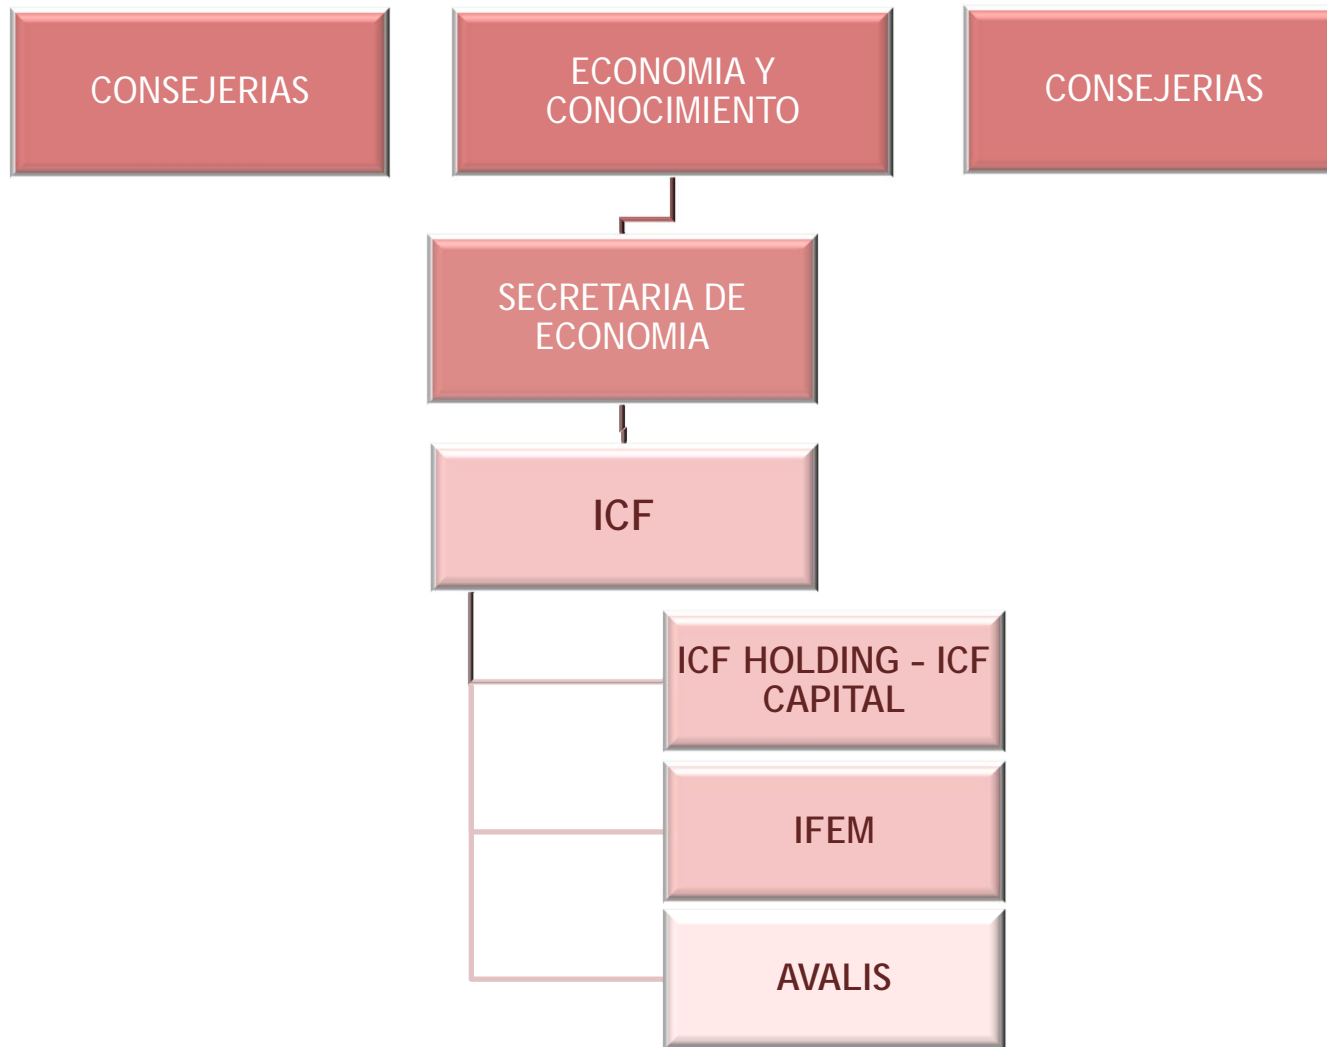 CONSEJERIAS
ECONOMIA Y
CONOCIMIENTO
CONSEJERIAS
SECRETARIA DE
ECONOMIA
ICF
ICF HOLDING - ICF
CAPITAL
IFEM
AVALIS